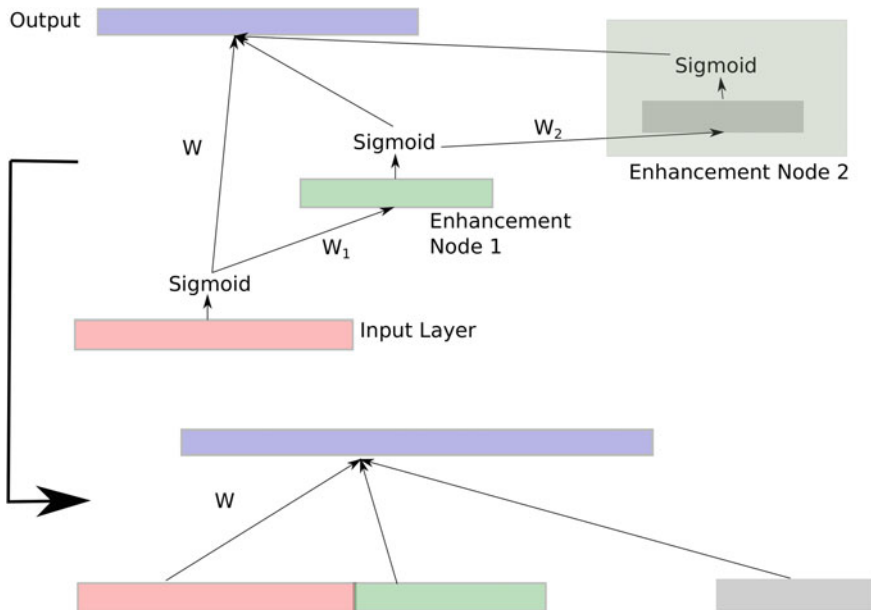 Output
Sigmoid
W
Sigmoid
W2
Enhancement Node 2
Enhancement
Node 1
W1
Sigmoid
Input Layer
W